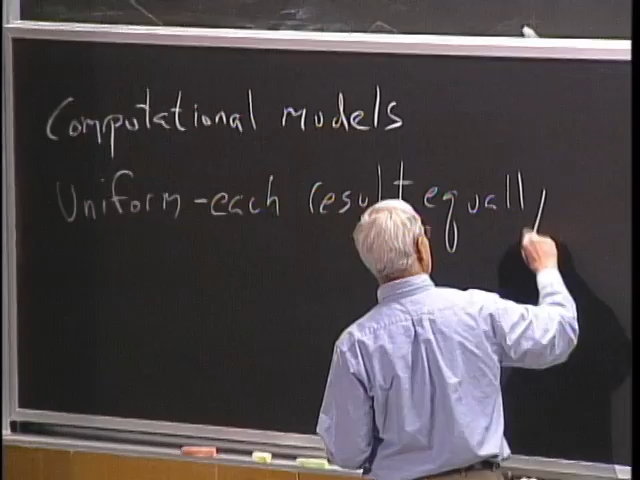 Computational models
Uniform - each result equally